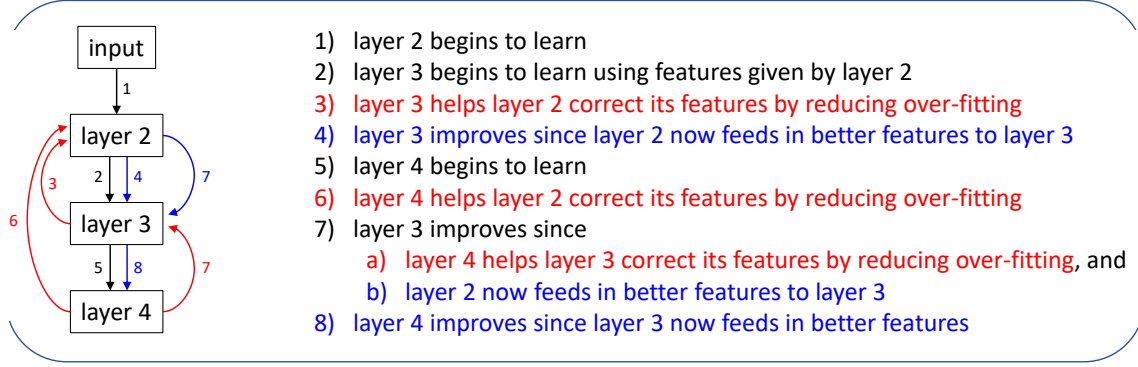 input
1
layer 2
2
4
7
3
6
layer 3
5
8
7
layer 4
1) layer 2 begins to learn
2) layer 3 begins to learn using features given by layer 2
3) layer 3 helps layer 2 correct its features by reducing over-fitting
4) layer 3 improves since layer 2 now feeds in better features to layer 3
5) layer 4 begins to learn
6) layer 4 helps layer 2 correct its features by reducing over-fitting
7) layer 3 improves since
a) layer 4 helps layer 3 correct its features by reducing over-fitting, and
b) layer 2 now feeds in better features to layer 3
8) layer 4 improves since layer 3 now feeds in better features